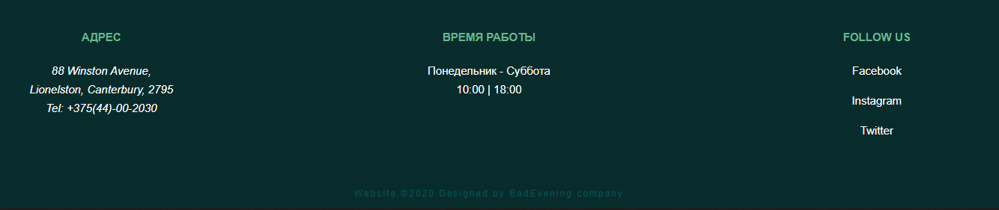 АДРЕС
88 Winston Avenue,
Lionelston, Canterbury, 2795
Tel: +375(44)-00-2030
ВРЕМЯ РАБОТЫ
Понедельник - Суббота
10:00 | 18:00
FOLLOW US
Facebook
Instagram
Twitter
Website.©2020.Designed by BadEvening company